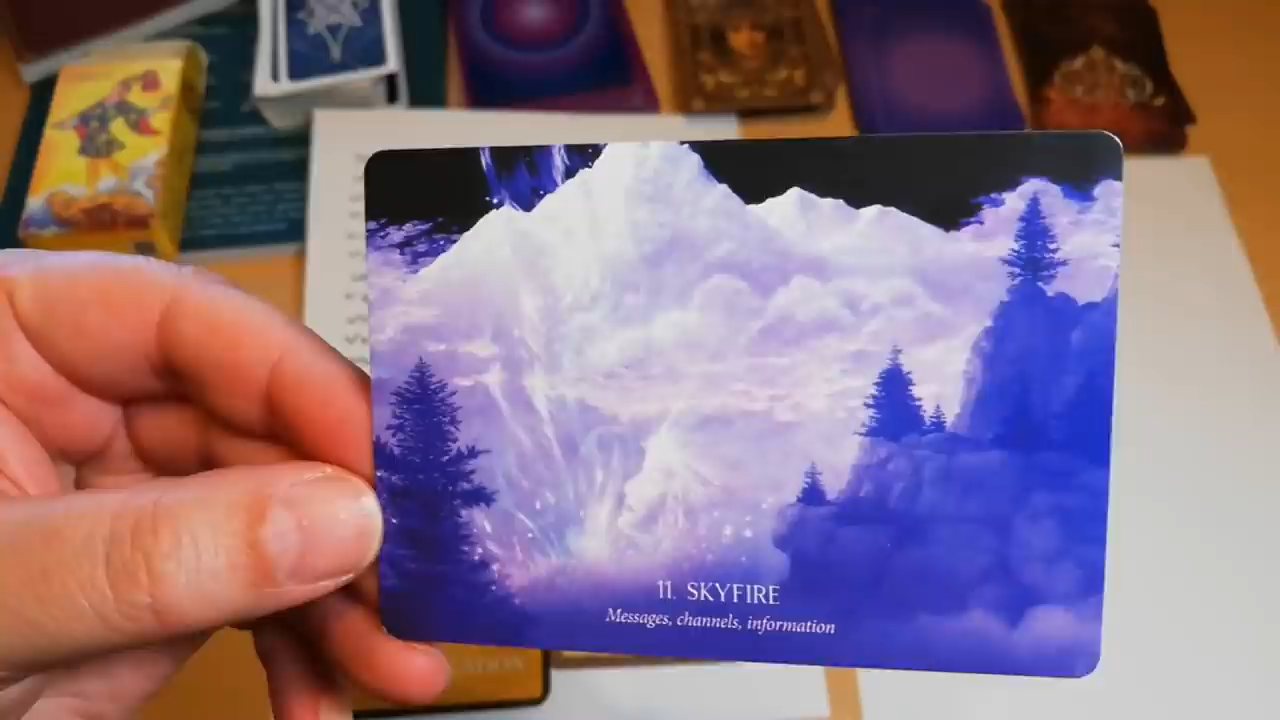 11. SKYFIRE
Messages, channels, information